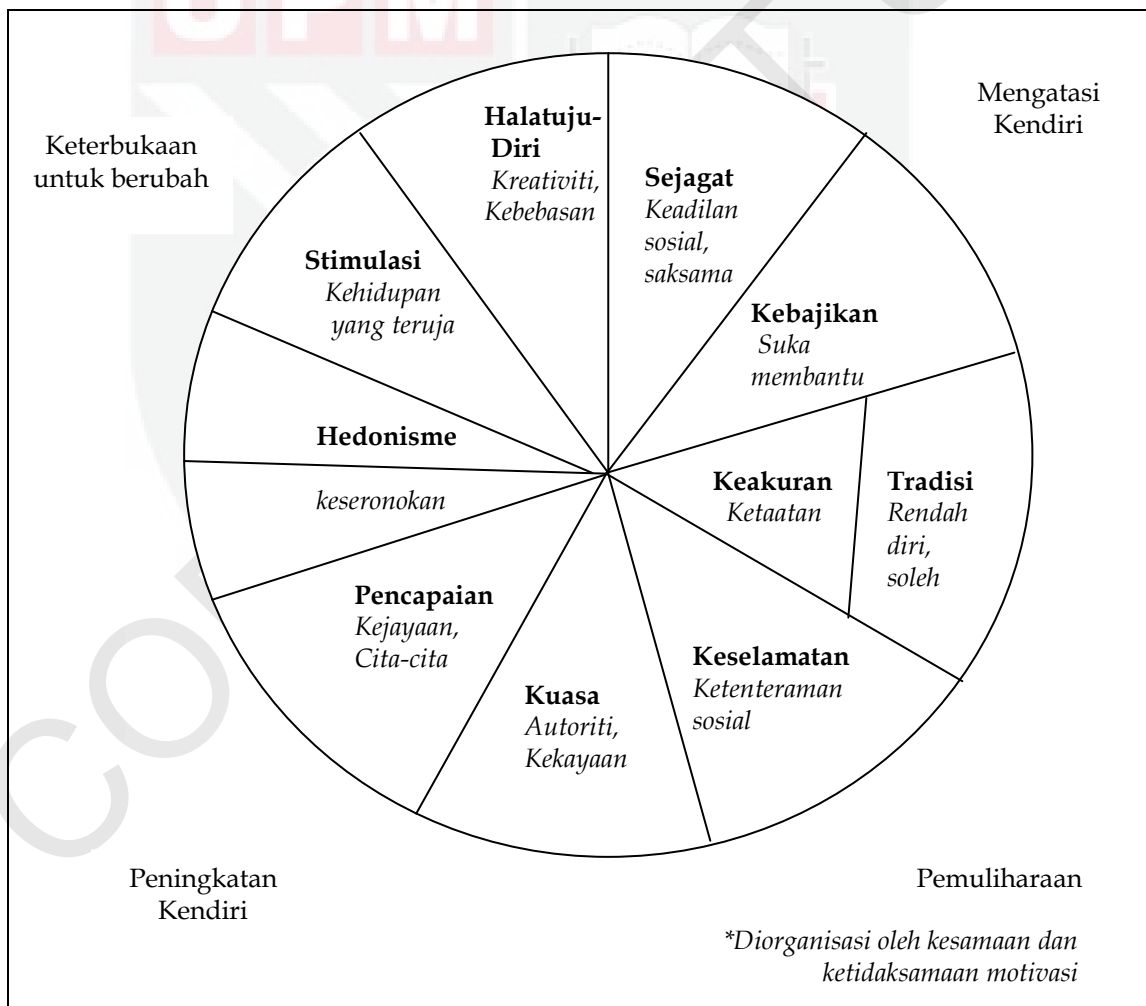 UPM
Keterbukaan
untuk berubah
Mengatasi
Kendiri
Halatuju-
Diri
Kreativiti,
Kebebasan
Sejagat
Keadilan
sosial,
saksama
Stimulasi
Kehidupan
yang teruja
Kebajikan
Suka
membantu
Hedonisme
keseronokan
Keakuran
Ketaatan
Tradisi
Rendah
diri,
soleh
Pencapaian
Kejayaan,
Cita-cita
Kuasa
Autoriti,
Kekayaan
Keselamatan
Ketenteraman
sosial
Peningkatan
Kendiri
Pemuliharaan
*Diorganisasi oleh kesamaan dan
ketidaksamaan motivasi